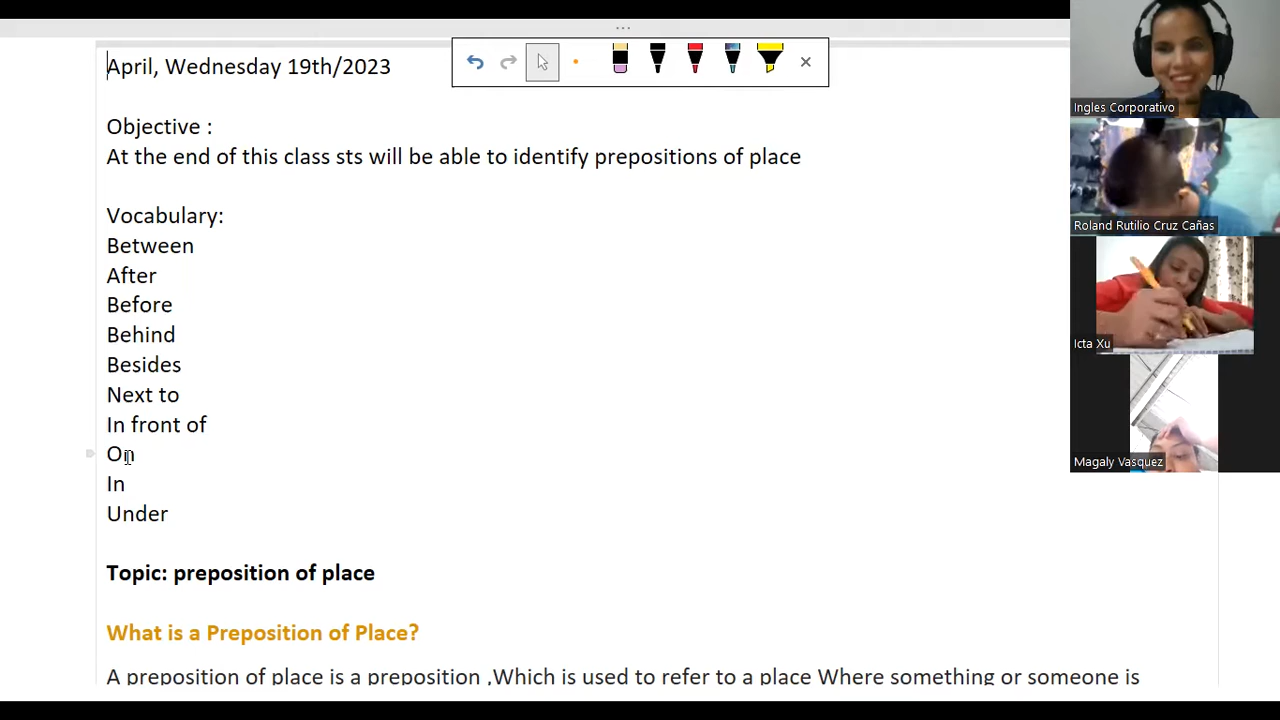 April, Wednesday 19th/2023
Objective :
At the end of this class sts will be able to identify prepositions of place
Vocabulary:
Between
After
Before
Behind
Besides
Next to
In front of
On
In
Under
Topic: preposition of place
What is a Preposition of Place?
A preposition of place is a preposition ,Which is used to refer to a place Where something or someone is
Ingles Corporativo
Roland Rutilio Cruz Cañas
Icta Xu
Magaly Vasquez